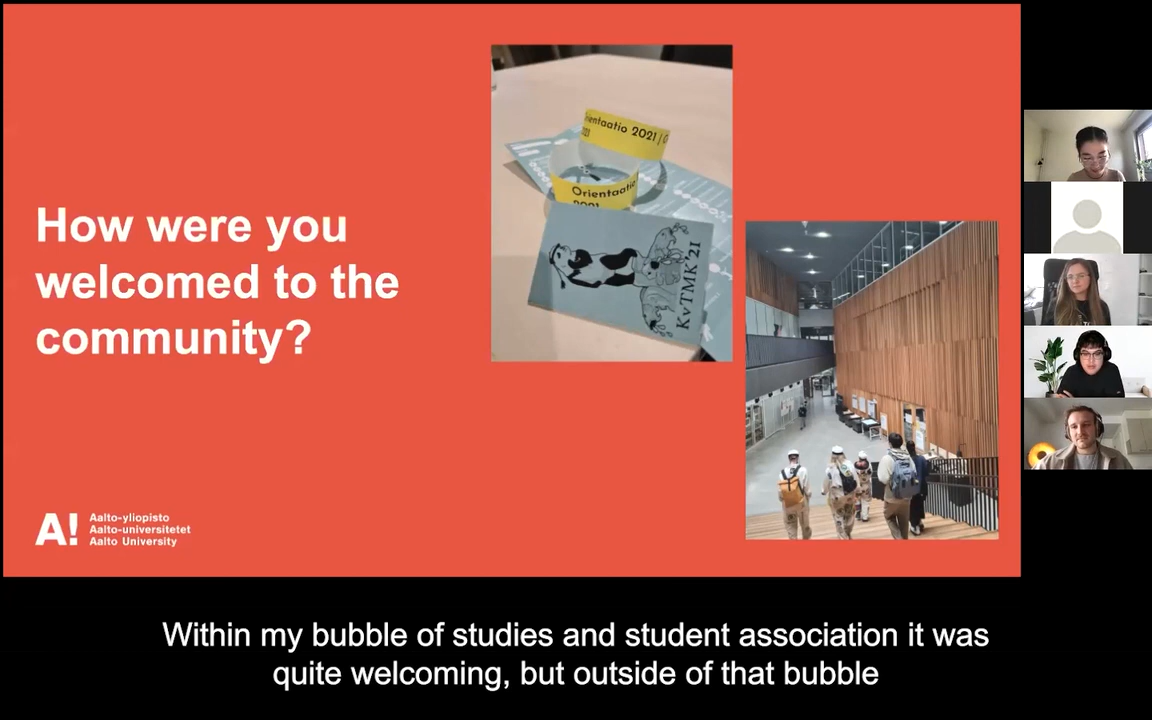 How were you
welcomed to the
community?
Orientaatio 2021 |
Orientaatio
2021
KvTMK'21
A! Aalto-yliopisto
Aalto-universitetet
Aalto University
Within my bubble of studies and student association it was
quite welcoming, but outside of that bubble